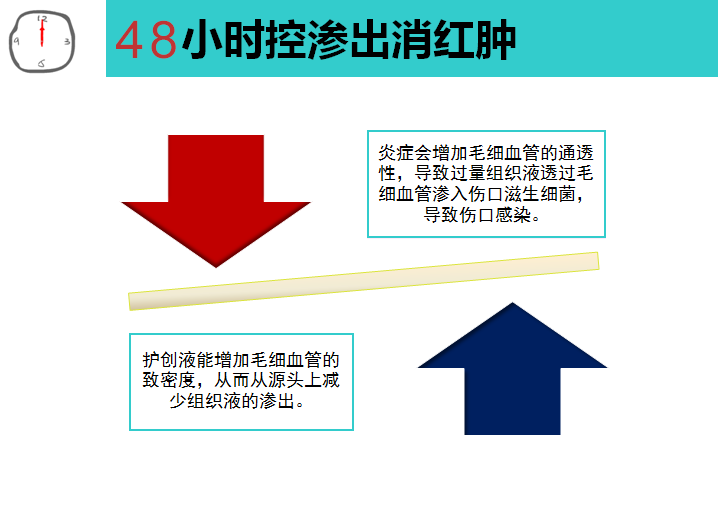 12
9 3
6
48小时控渗出消红肿
炎症会增加毛细血管的通透
性，导致过量组织液透过毛
细血管渗入伤口滋生细菌，
导致伤口感染。
护创液能增加毛细血管的
致密度，从而从源头上减
少组织液的渗出。